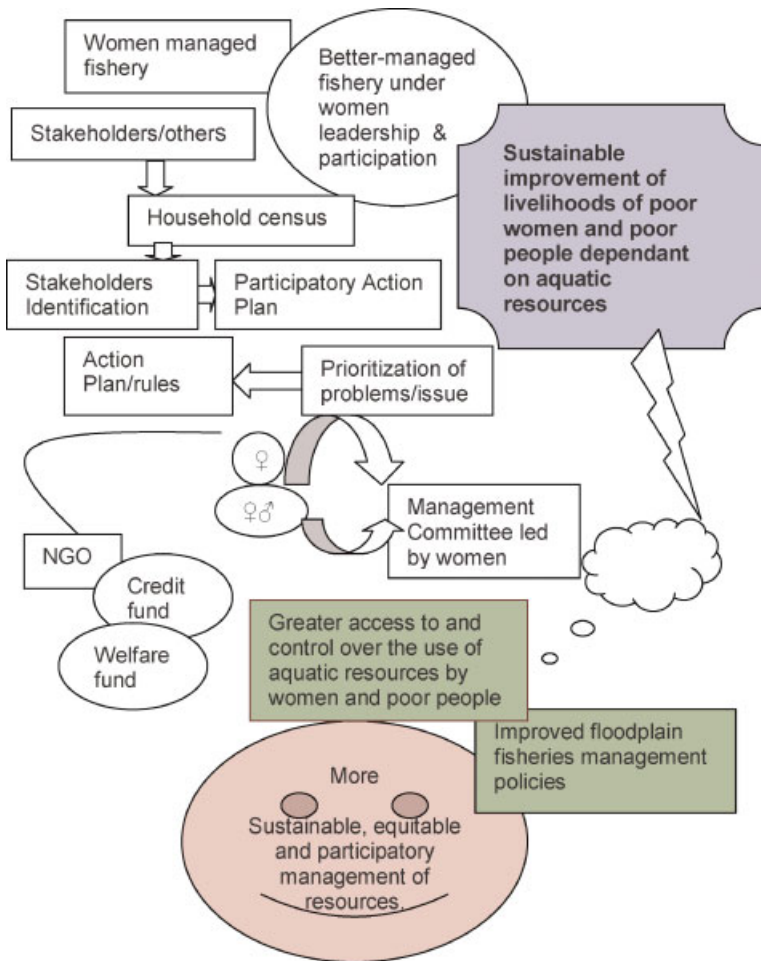 Women managed
fishery
Better-managed
fishery under
women
leadership &
participation
Stakeholders/others
Sustainable
improvement of
livelihoods of poor
women and poor
people dependant
on aquatic
resources
Household census
Stakeholders
Identification
Participatory Action
Plan
Action
Plan/rules
Prioritization of
problems/issue
♀
♀♂
Management
Committee led
by women
NGO
Credit
fund
Welfare
fund
Greater access to and
control over the use of
aquatic resources by
women and poor people
Improved floodplain
fisheries management
policies
More
Sustainable, equitable
and participatory
management of
resources.